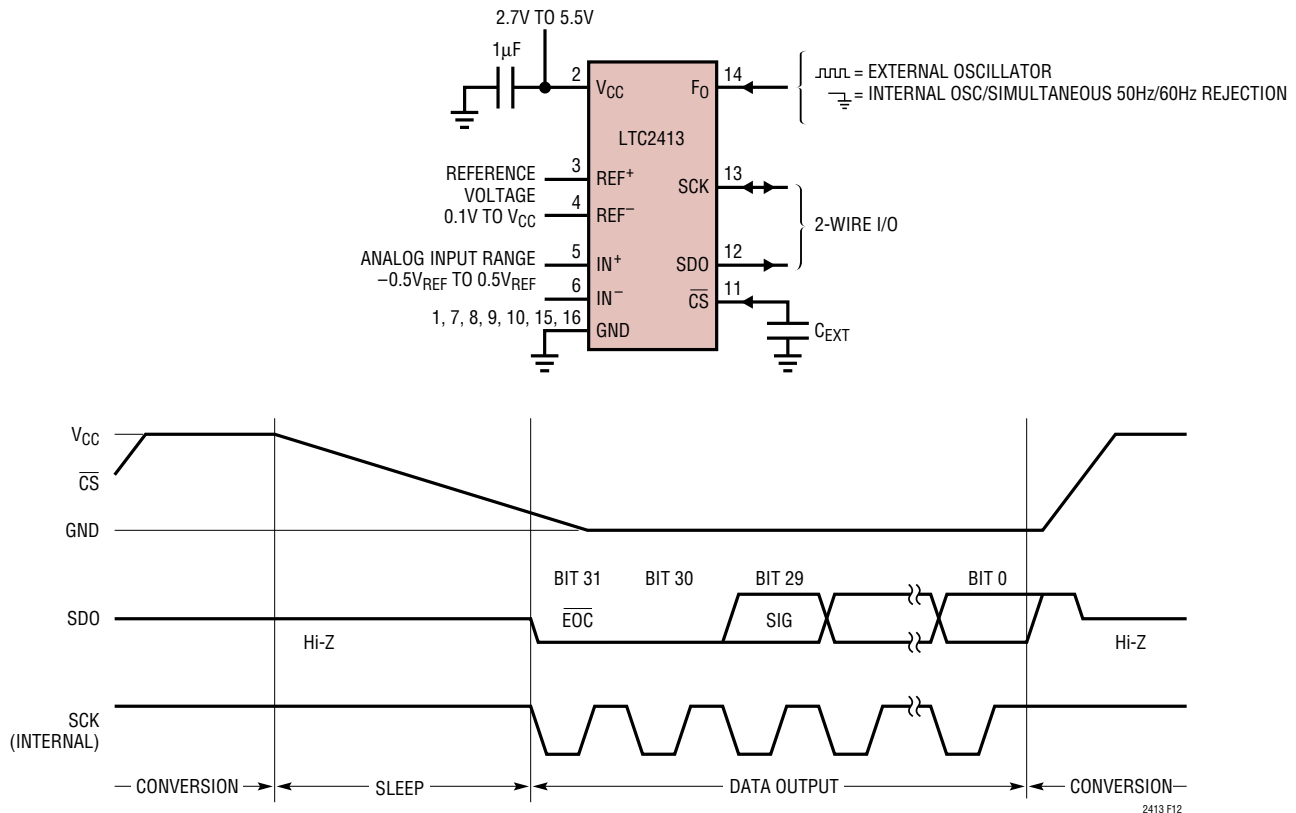 2.7V TO 5.5V
1µF
2
VCC
14
FO
= EXTERNAL OSCILLATOR
= INTERNAL OSC/SIMULTANEOUS 50Hz/60Hz REJECTION
LTC2413
REFERENCE
VOLTAGE
0.1V TO VCC
3
REF+
4
REF−
13
SCK
2-WIRE I/O
ANALOG INPUT RANGE
−0.5VREF TO 0.5VREF
5
IN+
6
IN−
12
SDO
11
CS
1, 7, 8, 9, 10, 15, 16
GND
CEXT
VCC
CS
GND
BIT 31 BIT 30 BIT 29 BIT 0
SDO
EOC
SIG
Hi-Z
Hi-Z
SCK
(INTERNAL)
CONVERSION SLEEP DATA OUTPUT CONVERSION
2413 F12